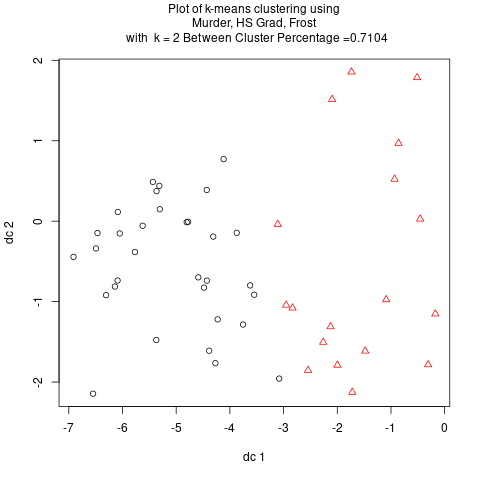 Plot of k-means clustering using
Murder, HS Grad, Frost
with k = 2 Between Cluster Percentage =0.7104
2
1
0
-1
-2
dc 2
-7 -6 -5 -4 -3 -2 -1 0
dc 1